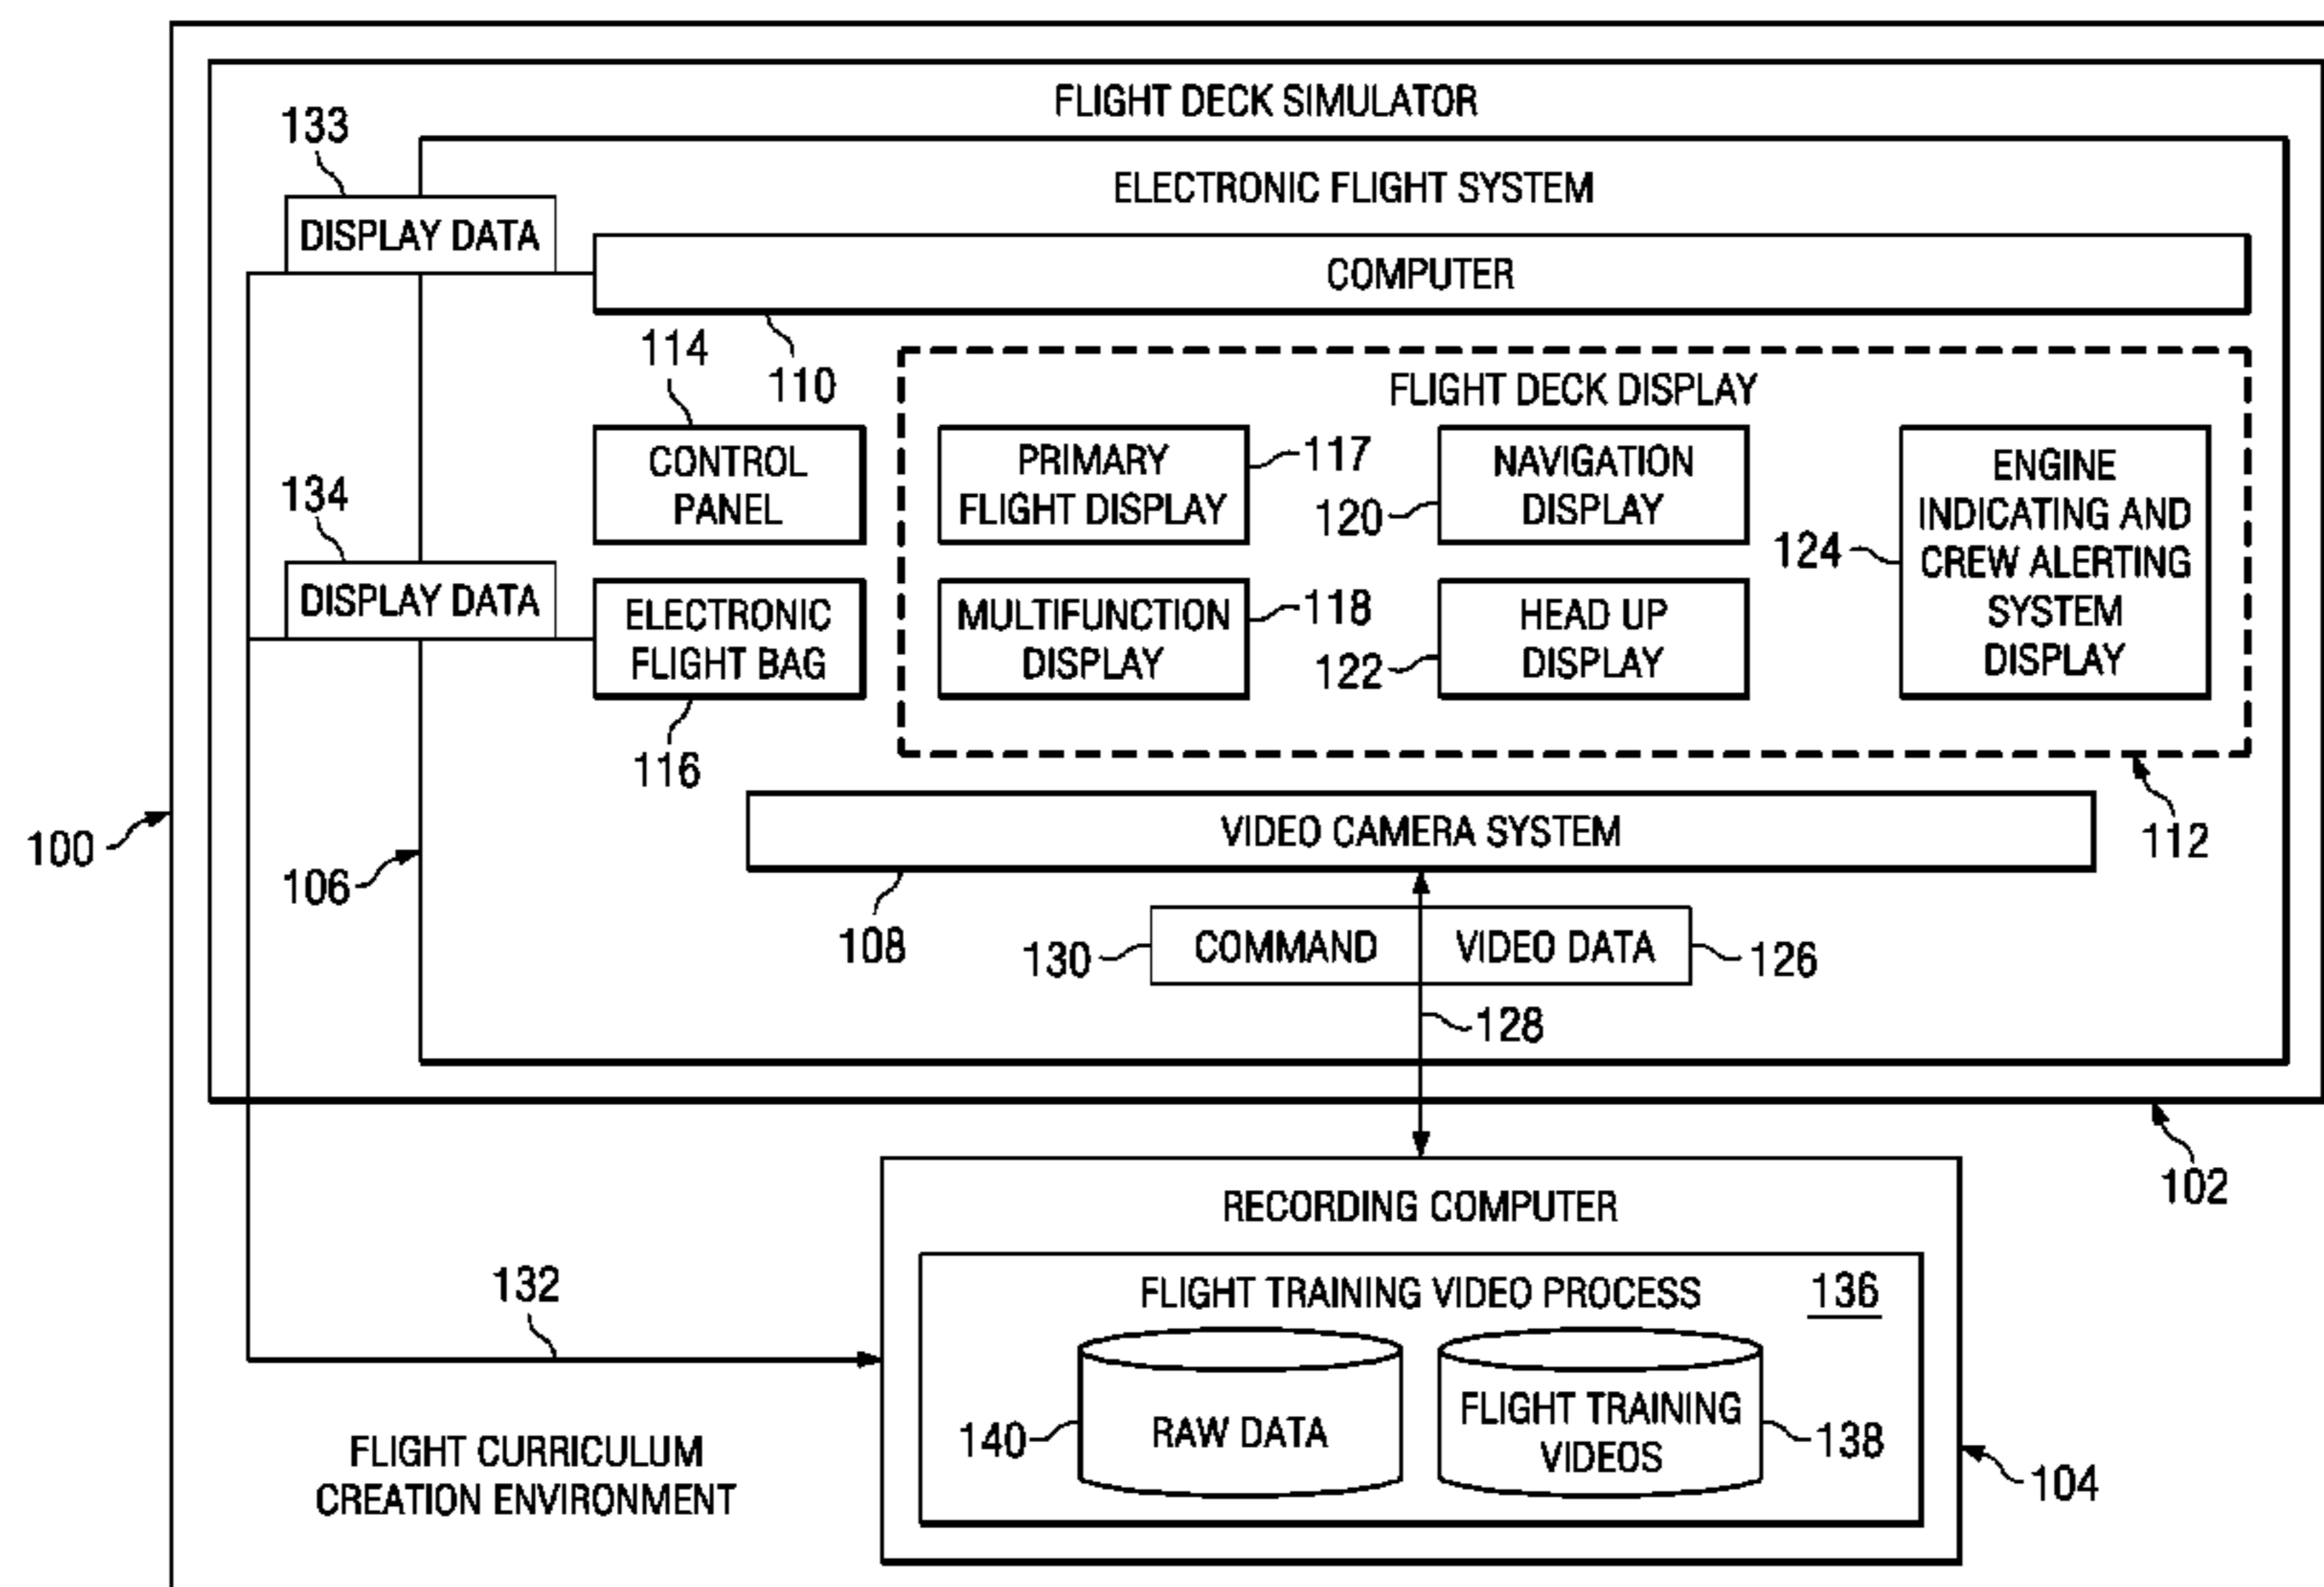 FLIGHT DECK SIMULATOR
133
ELECTRONIC FLIGHT SYSTEM
DISPLAY DATA
COMPUTER
110
114
FLIGHT DECK DISPLAY
CONTROL
PANEL
PRIMARY
FLIGHT DISPLAY
117
120
NAVIGATION
DISPLAY
124
ENGINE
INDICATING AND
CREW ALERTING
SYSTEM
DISPLAY
134
DISPLAY DATA
ELECTRONIC
FLIGHT BAG
116
MULTIFUNCTION
DISPLAY
118
122
HEAD UP
DISPLAY
112
100
106
VIDEO CAMERA SYSTEM
108
130
COMMAND
VIDEO DATA
126
128
102
RECORDING COMPUTER
132
FLIGHT TRAINING VIDEO PROCESS
136
140
RAW DATA
FLIGHT TRAINING
VIDEOS
138
104
FLIGHT CURRICULUM
CREATION ENVIRONMENT